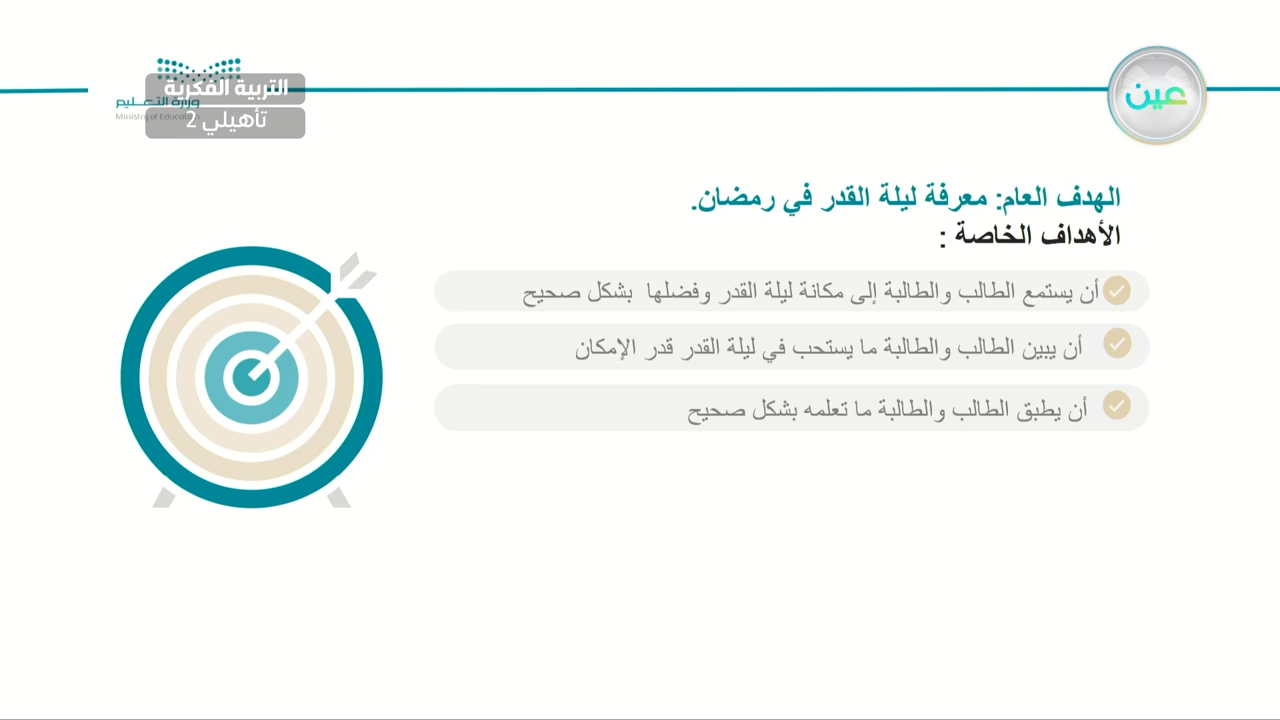 التربية الفكرية
تأهيلي 2
وزارة التعـليم
Ministry of Education
عين
الهدف العام: معرفة ليلة القدر في رمضان.
الأهداف الخاصة :
أن يستمع الطالب والطالبة إلى مكانة ليلة القدر وفضلها بشكل صحيح
أن يبين الطالب والطالبة ما يستحب في ليلة القدر قدر الإمكان
أن يطبق الطالب والطالبة ما تعلمه بشكل صحيح